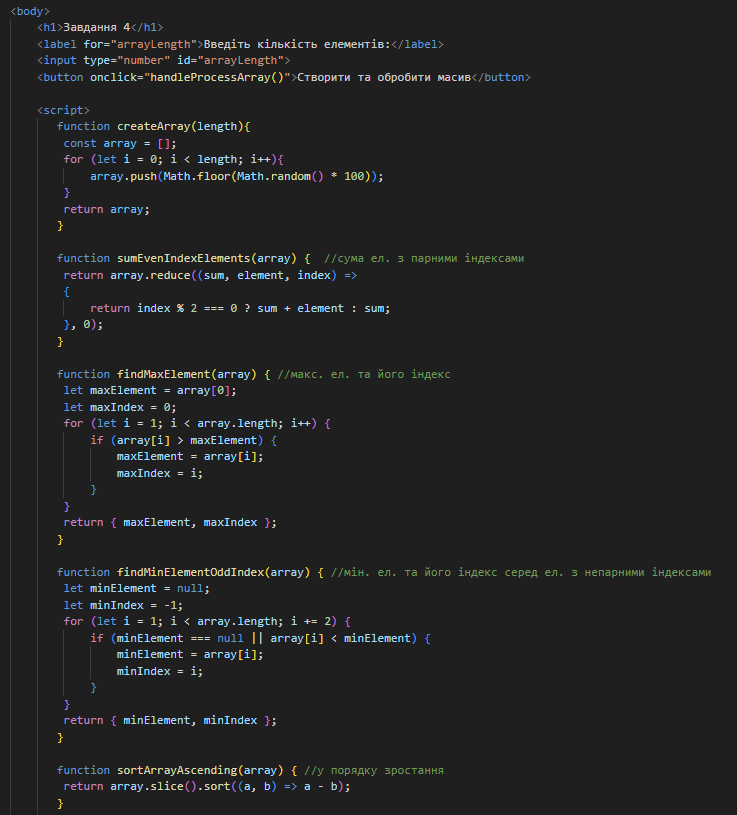 <body>
<h1>Завдання 4</h1>
<label for="arrayLength">Введіть кількість елементів:</label>
<input type="number" id="arrayLength">
<button onclick="handleProcessArray()">Створити та обробити масив</button>
<script>
function createArray(length){
const array = [];
for (let i = 0; i < length; i++){
array.push(Math.floor(Math.random() * 100));
}
return array;
}
function sumEvenIndexElements(array) {  //сума ел. з парними індексами
return array.reduce((sum, element, index) =>
{
return index % 2 === 0 ? sum + element : sum;
}, 0);
}
function findMaxElement(array) { //макс. ел. та його індекс
let maxElement = array[0];
let maxIndex = 0;
for (let i = 1; i < array.length; i++) {
if (array[i] > maxElement) {
maxElement = array[i];
maxIndex = i;
}
}
return { maxElement, maxIndex };
}
function findMinElementOddIndex(array) { //мін. ел. та його індекс серед ел. з непарними індексами
let minElement = null;
let minIndex = -1;
for (let i = 1; i < array.length; i += 2) {
if (minElement === null || array[i] < minElement) {
minElement = array[i];
minIndex = i;
}
}
return { minElement, minIndex };
}
function sortArrayAscending(array) { //у порядку зростання
return array.slice().sort((a, b) => a - b);
}